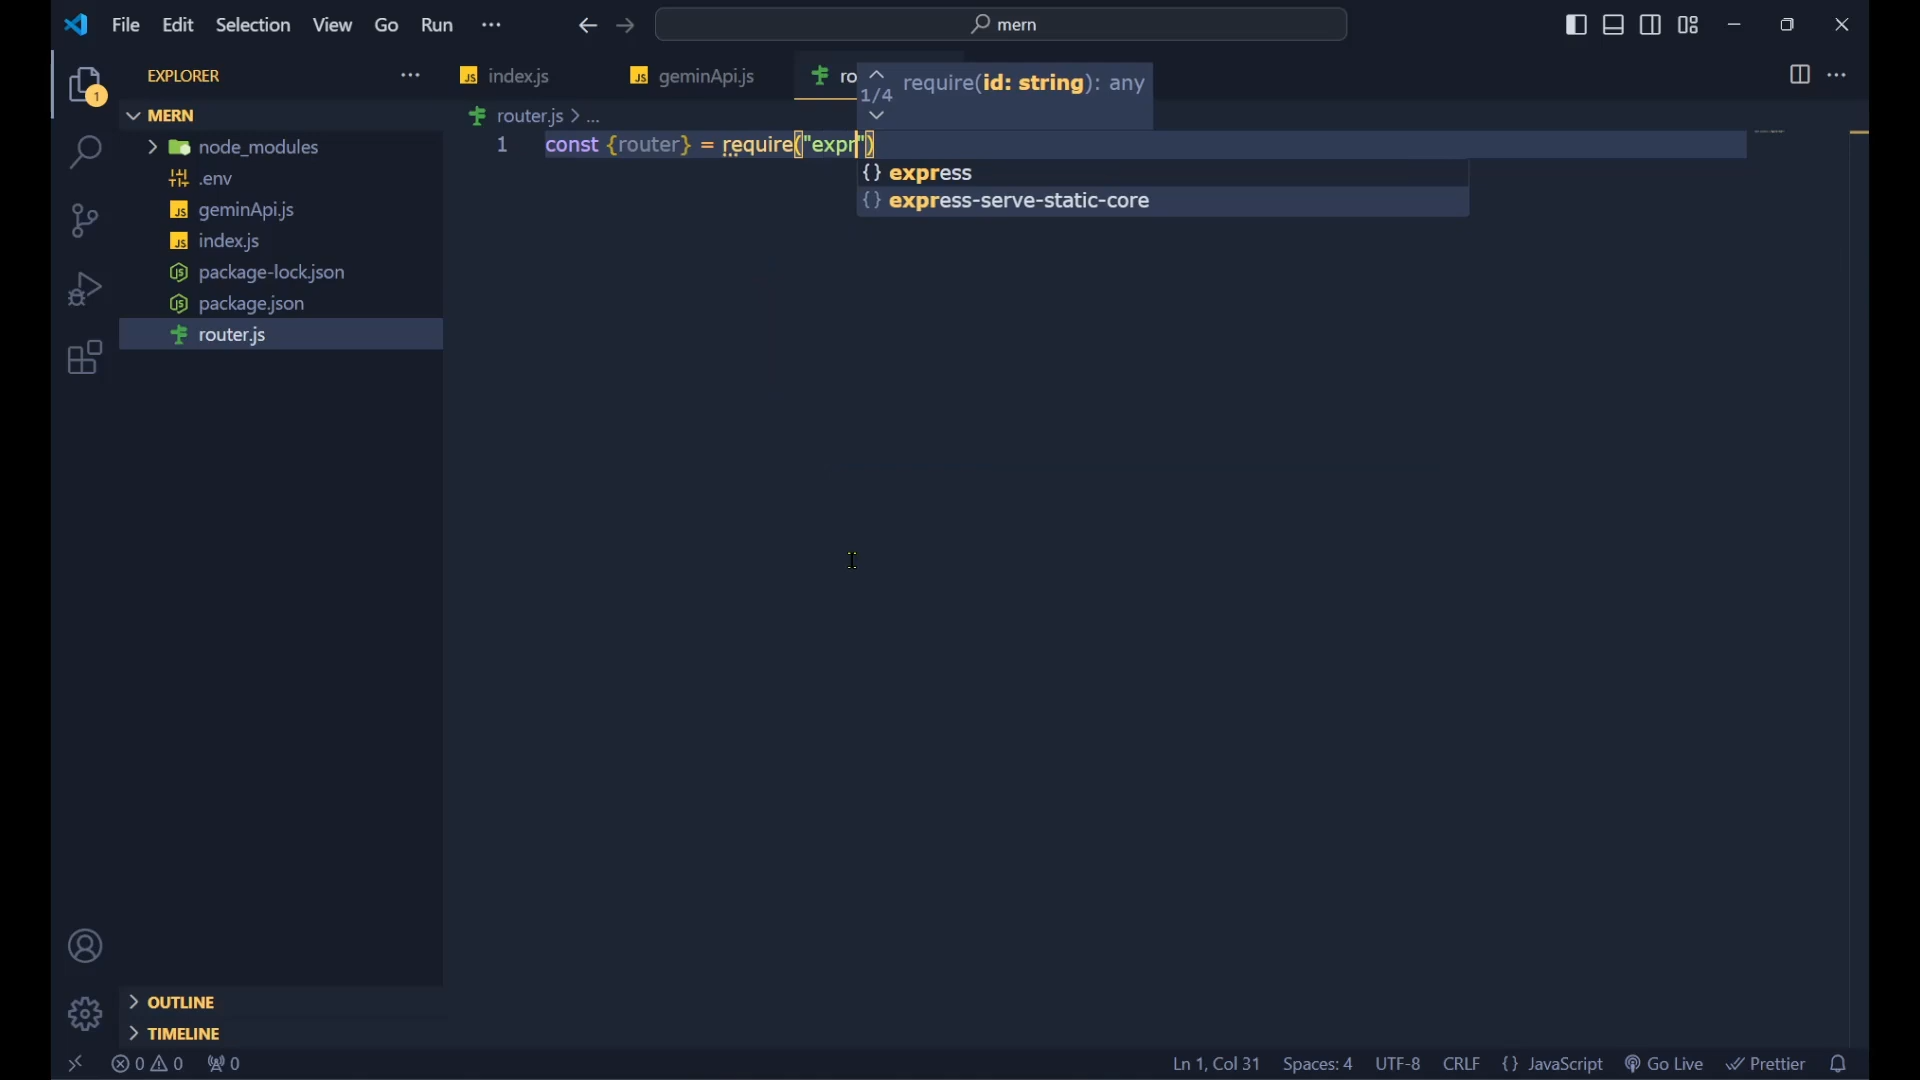 File Edit Selection View Go Run ...
mern
EXPLORER ...
index.js
geminApi.js
ro
1/4 require(id: string): any
MERN
node_modules
.env
geminApi.js
index.js
package-lock.json
package.json
router.js
router.js > ...
1 const {router} = require("expr")
{} express
{} express-serve-static-core
OUTLINE
TIMELINE
0 0 0
Ln 1, Col 31 Spaces: 4 UTF-8 CRLF {} JavaScript Go Live Prettier